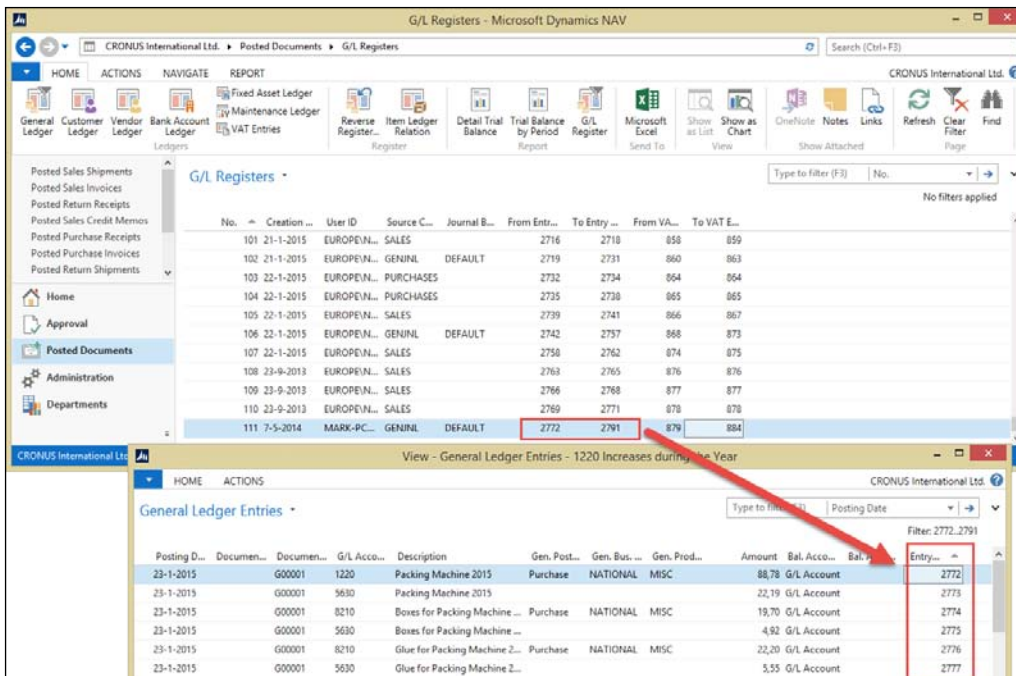 G/L Registers - Microsoft Dynamics NAV
CRONUS International Ltd. ▸ Posted Documents ▸ G/L Registers
Search (Ctrl+F3)
HOME ACTIONS NAVIGATE REPORT CRONUS International Ltd.
General Ledger Customer Ledger Vendor Ledger Bank Account Ledger Fixed Asset Ledger Maintenance Ledger VAT Entries Reverse Register... Item Ledger Relation Detail Trial Balance Trial Balance by Period G/L Register Microsoft Excel Show as List Show as Chart OneNote Notes Links Refresh Clear Filter Find
Ledgers Register Report Send To View Show Attached Page
Posted Sales Shipments
Posted Sales Invoices
Posted Return Receipts
Posted Sales Credit Memos
Posted Purchase Receipts
Posted Purchase Invoices
Posted Return Shipments
Home
Approval
Posted Documents
Administration
Departments
G/L Registers
Type to filter (F3) No.
No filters applied
No. Creation ... User ID Source C... Journal B... From Entr... To Entry ... From VA... To VAT E...
101 21-1-2015 EUROPE\N... SALES 2716 2718 858 859
102 21-1-2015 EUROPE\N... GENJNL DEFAULT 2719 2731 860 863
103 22-1-2015 EUROPE\N... PURCHASES 2732 2734 864 864
104 22-1-2015 EUROPE\N... PURCHASES 2735 2738 865 865
105 22-1-2015 EUROPE\N... SALES 2739 2741 866 867
106 22-1-2015 EUROPE\N... GENJNL DEFAULT 2742 2757 868 873
107 22-1-2015 EUROPE\N... SALES 2758 2762 874 875
108 23-9-2013 EUROPE\N... SALES 2763 2765 876 876
109 23-9-2013 EUROPE\N... SALES 2766 2768 877 877
110 23-9-2013 EUROPE\N... SALES 2769 2771 878 878
111 7-5-2014 MARK-PC... GENJNL DEFAULT 2772 2791 879 884
CRONUS International Ltd
View - General Ledger Entries - 1220 Increases during the Year
HOME ACTIONS CRONUS International Ltd.
General Ledger Entries
Type to filter (F3) Posting Date
Filter: 2772..2791
Posting D... Documen... Documen... G/L Acco... Description Gen. Post... Gen. Bus. ... Gen. Prod... Amount Bal. Acco... Bal. Entry...
23-1-2015 G00001 1220 Packing Machine 2015 Purchase NATIONAL MISC 88,78 G/L Account 2772
23-1-2015 G00001 5630 Packing Machine 2015 22,19 G/L Account 2773
23-1-2015 G00001 8210 Boxes for Packing Machine ... Purchase NATIONAL MISC 19,70 G/L Account 2774
23-1-2015 G00001 5630 Boxes for Packing Machine ... 4,92 G/L Account 2775
23-1-2015 G00001 8210 Glue for Packing Machine 2... Purchase NATIONAL MISC 22,20 G/L Account 2776
23-1-2015 G00001 5630 Glue for Packing Machine 2... 5,55 G/L Account 2777